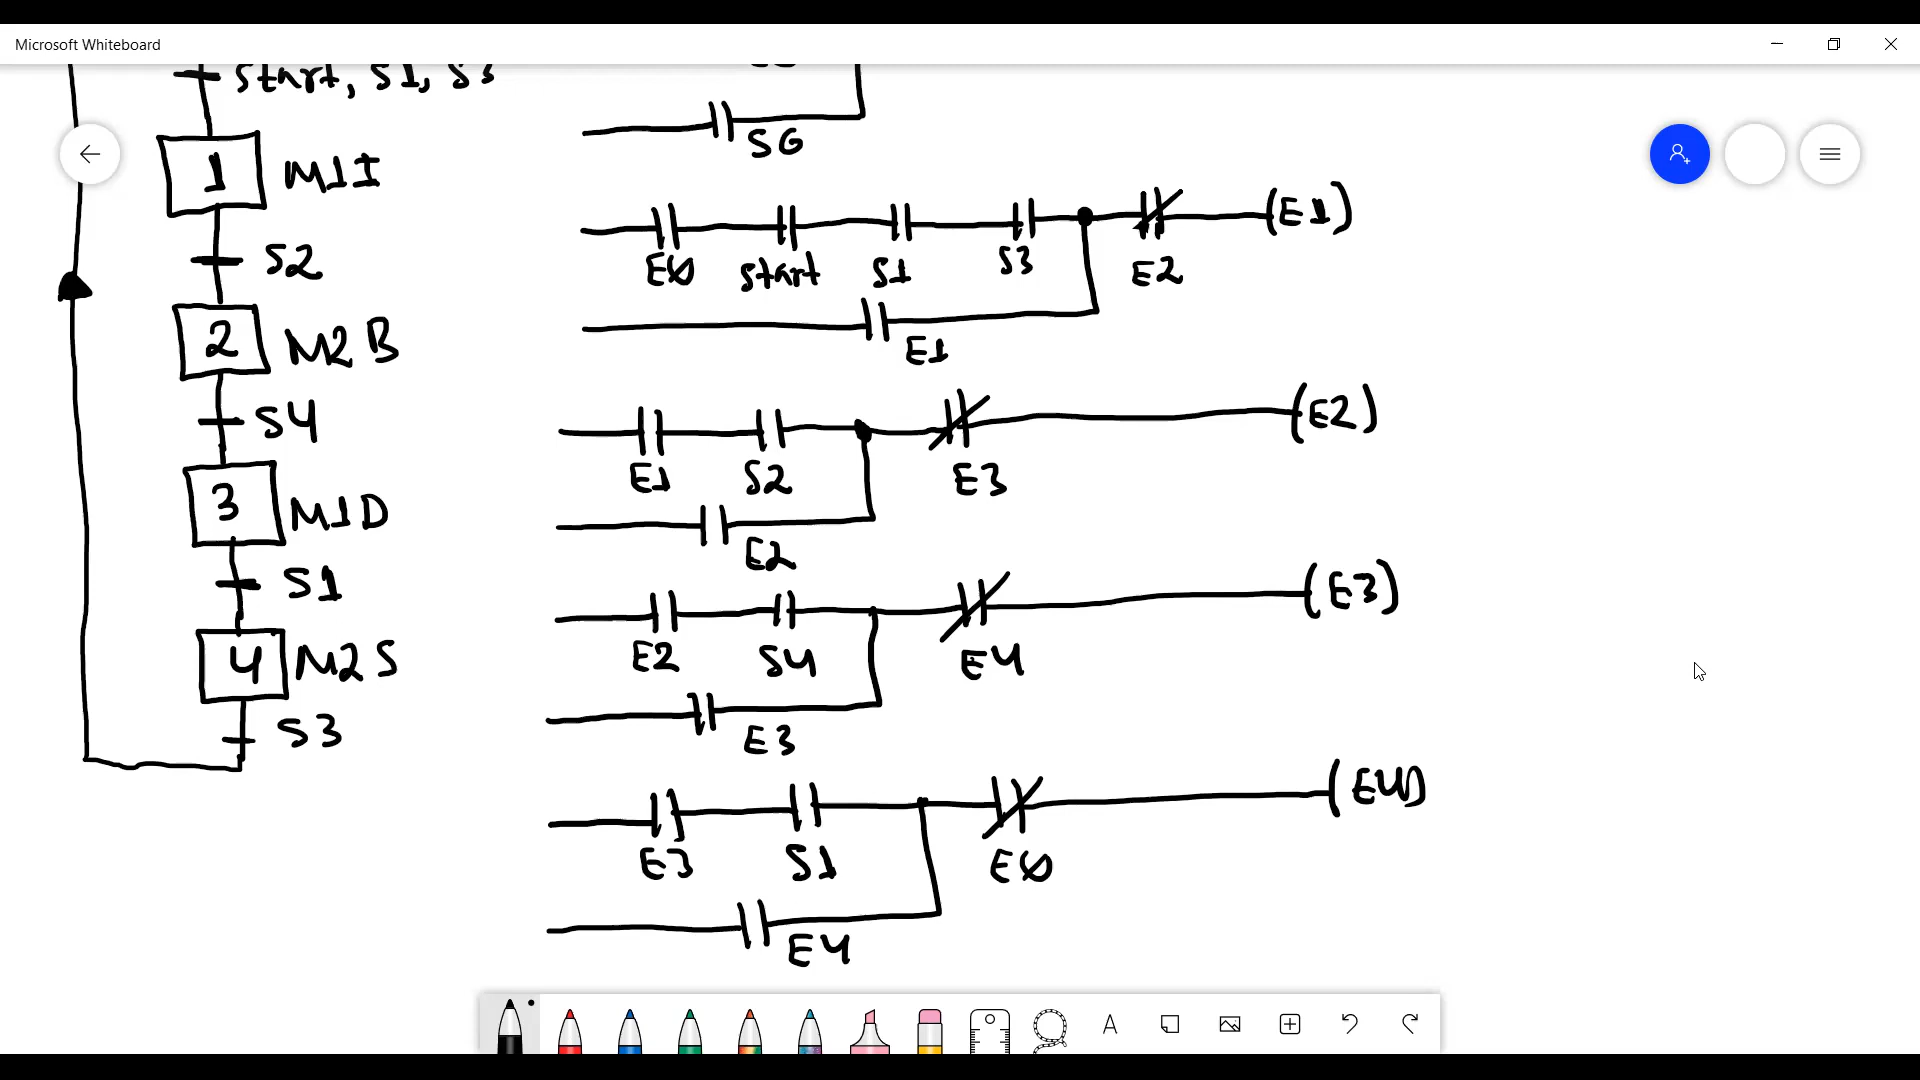 Microsoft Whiteboard
Start, S1, S3
SG
1 M1I
S2
E0 Start S1 S3 E2 (E1)
E1
2 M2B
S4
E1 S2 E3 (E2)
E2
3 M1D
S1
E2 S4 E4 (E3)
E3
4 M2S
S3
E3 S1 E0 (E4)
E4
A